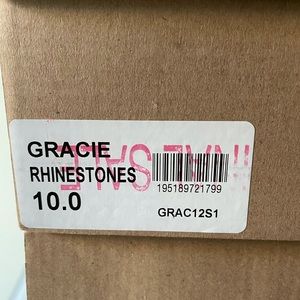 GRACIE
RHINESTONES
10.0
195189721799
GRAC12S1